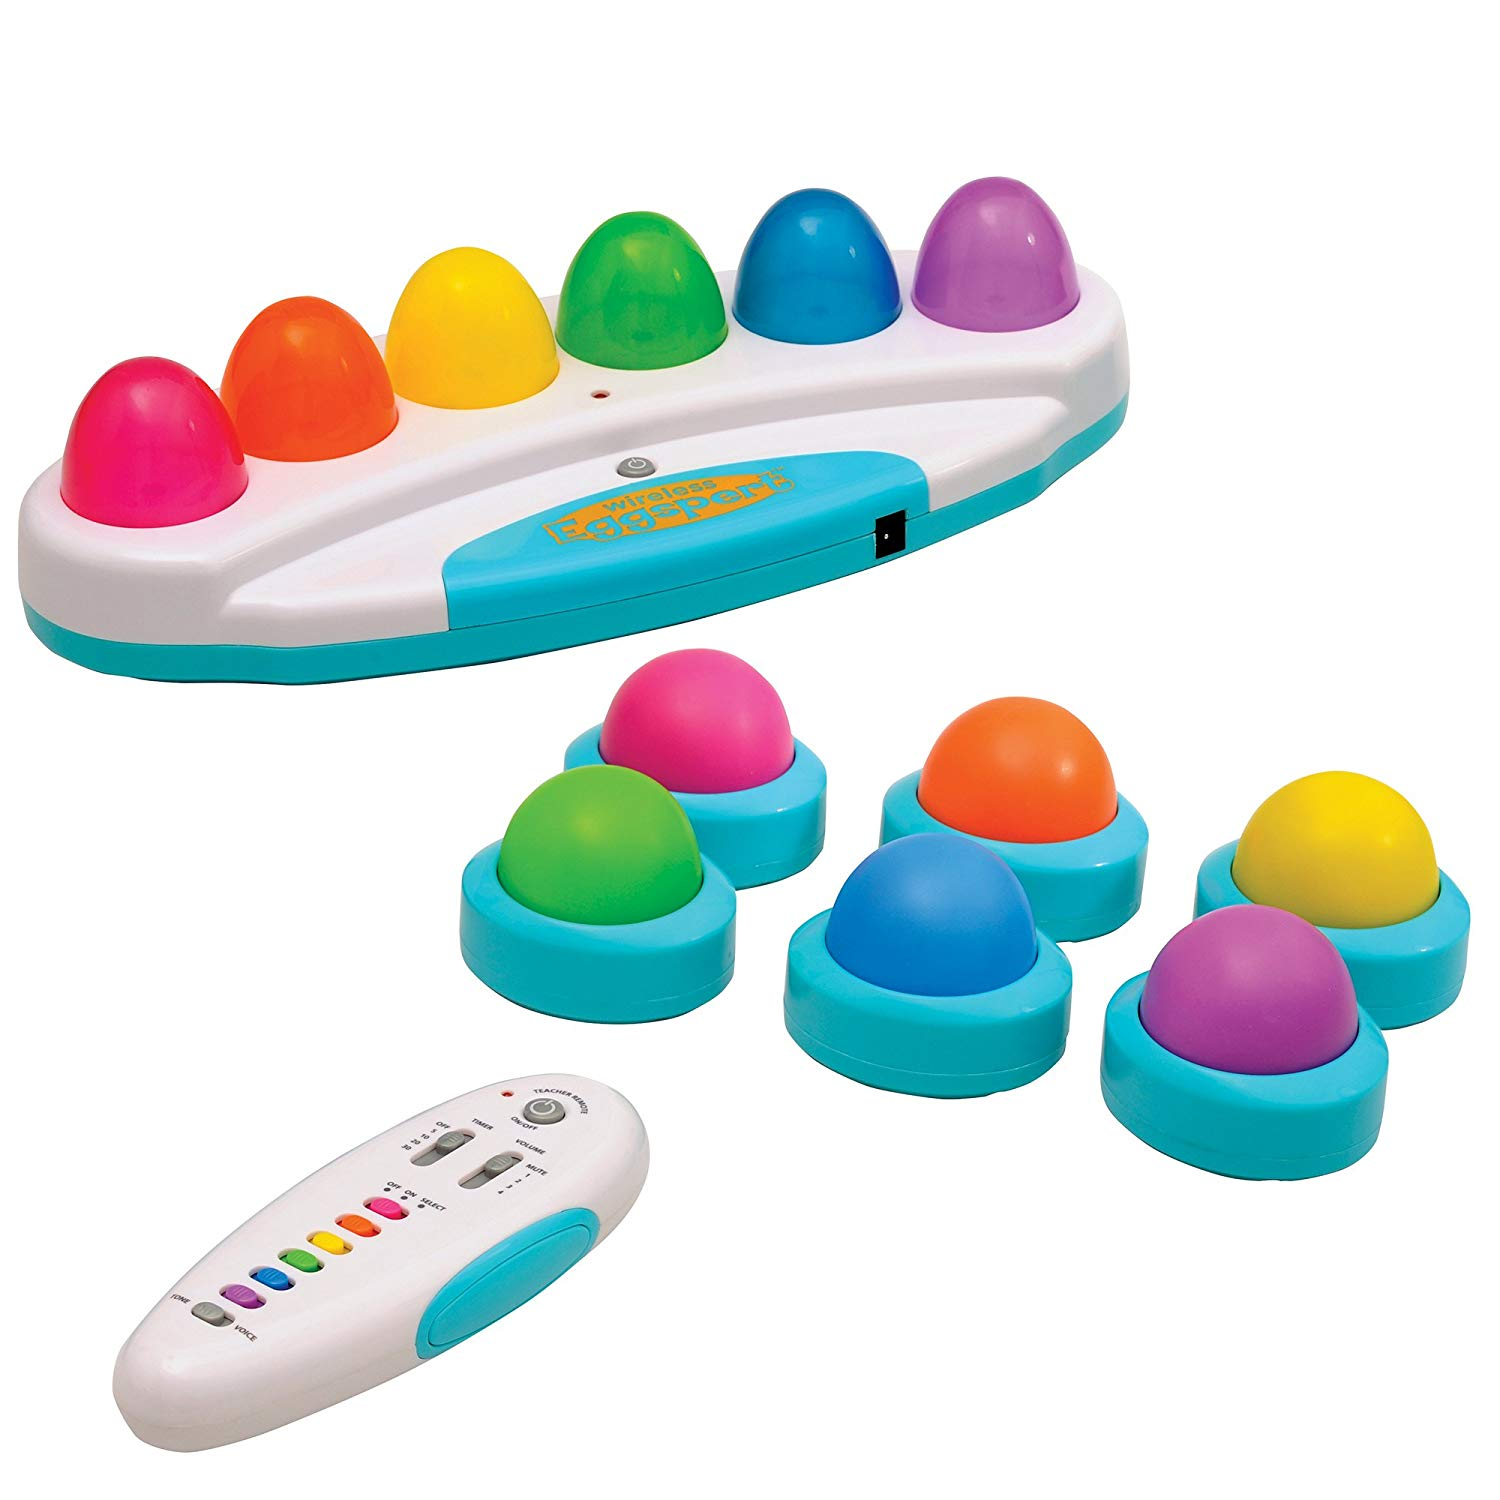 wireless
Eggspert™
TEACHER REMOTE
ON/OFF
TIMER
OFF
5
10
20
30
VOLUME
MUTE
1
2
3
4
OFF ON SELECT
TONE
VOICE